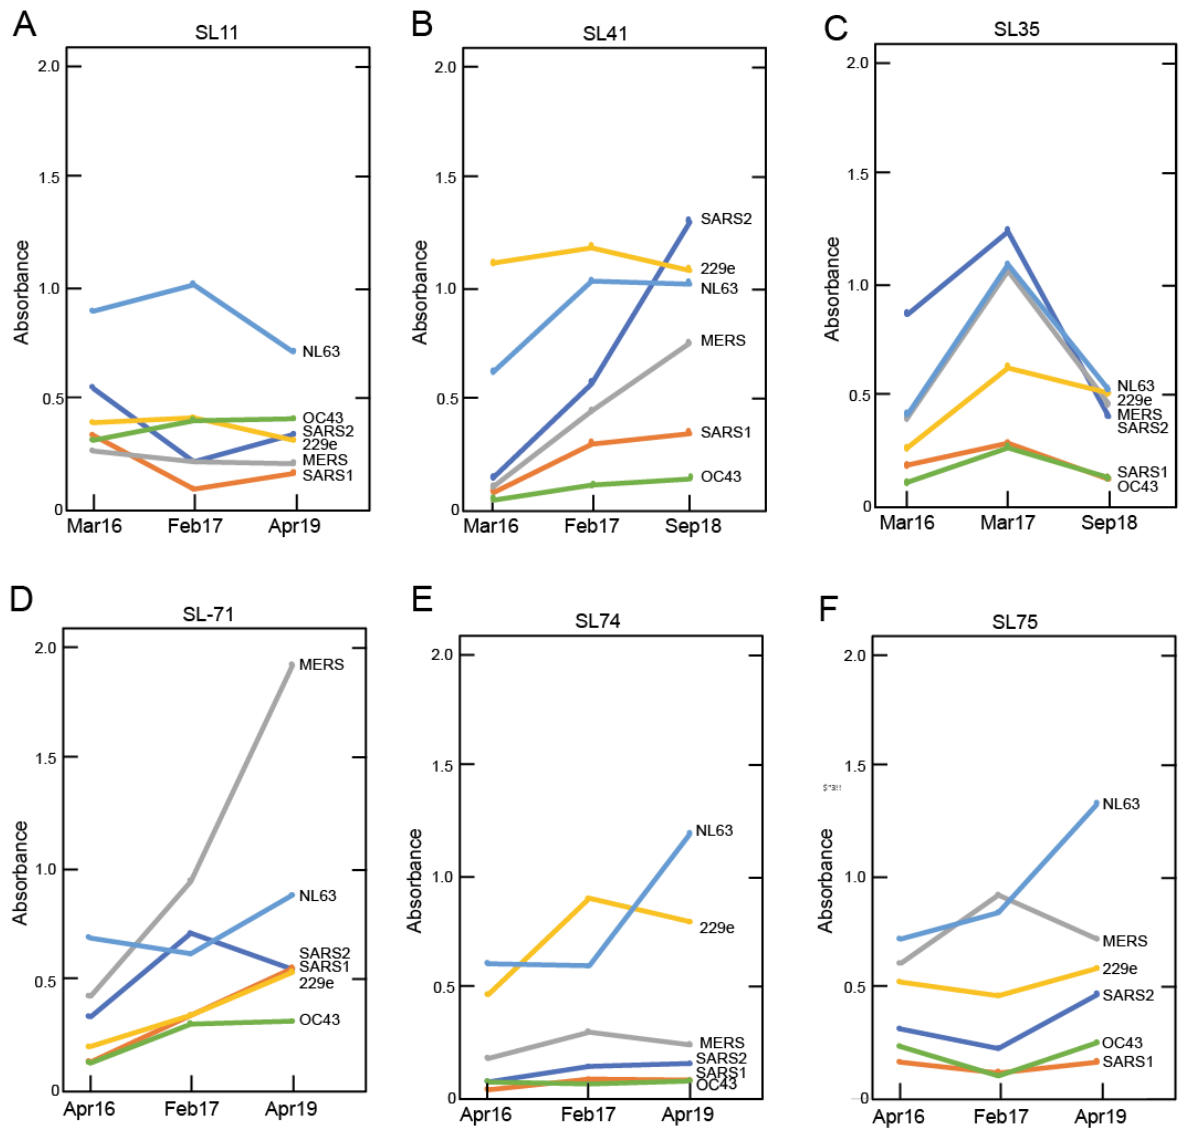 A
SL11
2.0
1.5
1.0
0.5
0
Absorbance
NL63
OC43
SARS2
229e
MERS
SARS1
Mar16 Feb17 Apr19
B
SL41
2.0
1.5
1.0
0.5
0
Absorbance
SARS2
229e
NL63
MERS
SARS1
OC43
Mar16 Feb17 Sep18
C
SL35
2.0
1.5
1.0
0.5
0
Absorbance
NL63
229e
MERS
SARS2
SARS1
OC43
Mar16 Mar17 Sep18
D
SL-71
2.0
1.5
1.0
0.5
0
Absorbance
MERS
NL63
SARS2
SARS1
229e
OC43
Apr16 Feb17 Apr19
E
SL74
2.0
1.5
1.0
0.5
0
Absorbance
NL63
229e
MERS
SARS2
SARS1
OC43
Apr16 Feb17 Apr19
F
SL75
2.0
1.5
1.0
0.5
0
Absorbance
NL63
MERS
229e
SARS2
OC43
SARS1
Apr16 Feb17 Apr19